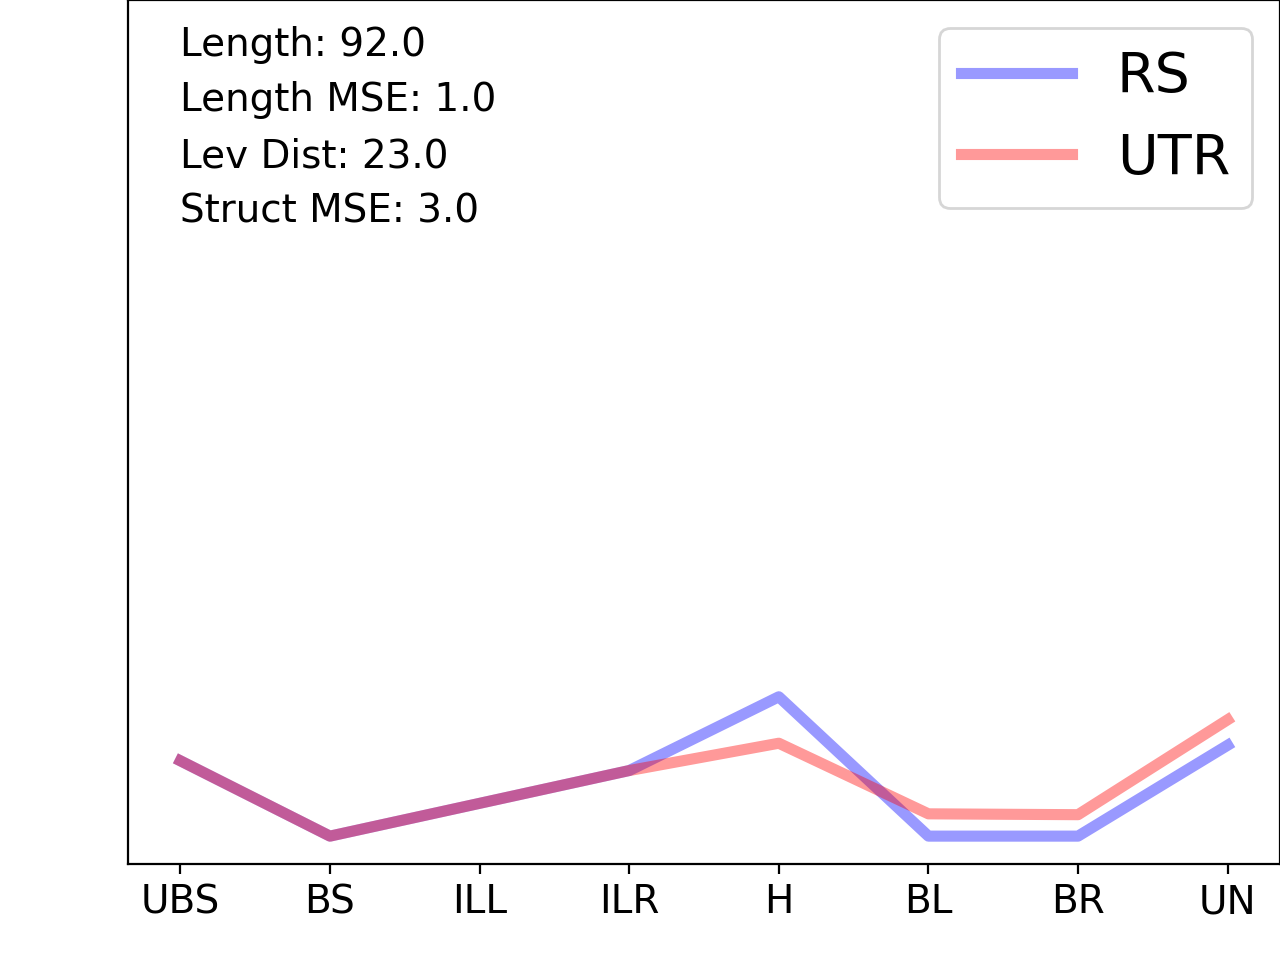 Length: 92.0
Length MSE: 1.0
Lev Dist: 23.0
Struct MSE: 3.0
RS
UTR
UBS BS ILL ILR H BL BR UN